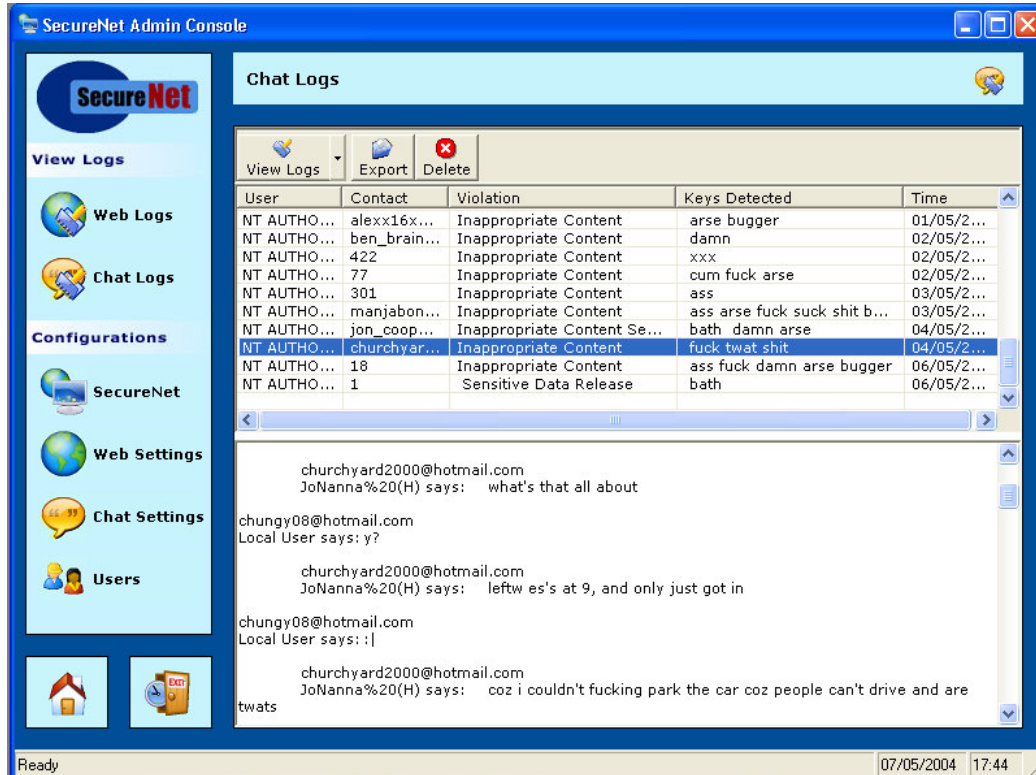 SecureNet Admin Console
SecureNet
View Logs
Web Logs
Chat Logs
Configurations
SecureNet
Web Settings
Chat Settings
Users
EXIT
Chat Logs
View Logs Export Delete
User Contact Violation Keys Detected Time
NT AUTHO... alexx16x... Inappropriate Content arse bugger 01/05/2...
NT AUTHO... ben_brain... Inappropriate Content damn 02/05/2...
NT AUTHO... 422 Inappropriate Content xxx 02/05/2...
NT AUTHO... 77 Inappropriate Content cum fuck arse 02/05/2...
NT AUTHO... 301 Inappropriate Content ass 03/05/2...
NT AUTHO... manjabon... Inappropriate Content ass arse fuck suck shit b... 03/05/2...
NT AUTHO... jon_coop... Inappropriate Content Se... bath damn arse 04/05/2...
NT AUTHO... churchyar... Inappropriate Content fuck twat shit 04/05/2...
NT AUTHO... 18 Inappropriate Content ass fuck damn arse bugger 06/05/2...
NT AUTHO... 1 Sensitive Data Release bath 06/05/2...
churchyard2000@hotmail.com
JoNanna%20(H) says: what's that all about
chungy08@hotmail.com
Local User says: y?
churchyard2000@hotmail.com
JoNanna%20(H) says: leftw es's at 9, and only just got in
chungy08@hotmail.com
Local User says: :|
churchyard2000@hotmail.com
JoNanna%20(H) says: coz i couldn't fucking park the car coz people can't drive and are
twats
Ready 07/05/2004 17:44